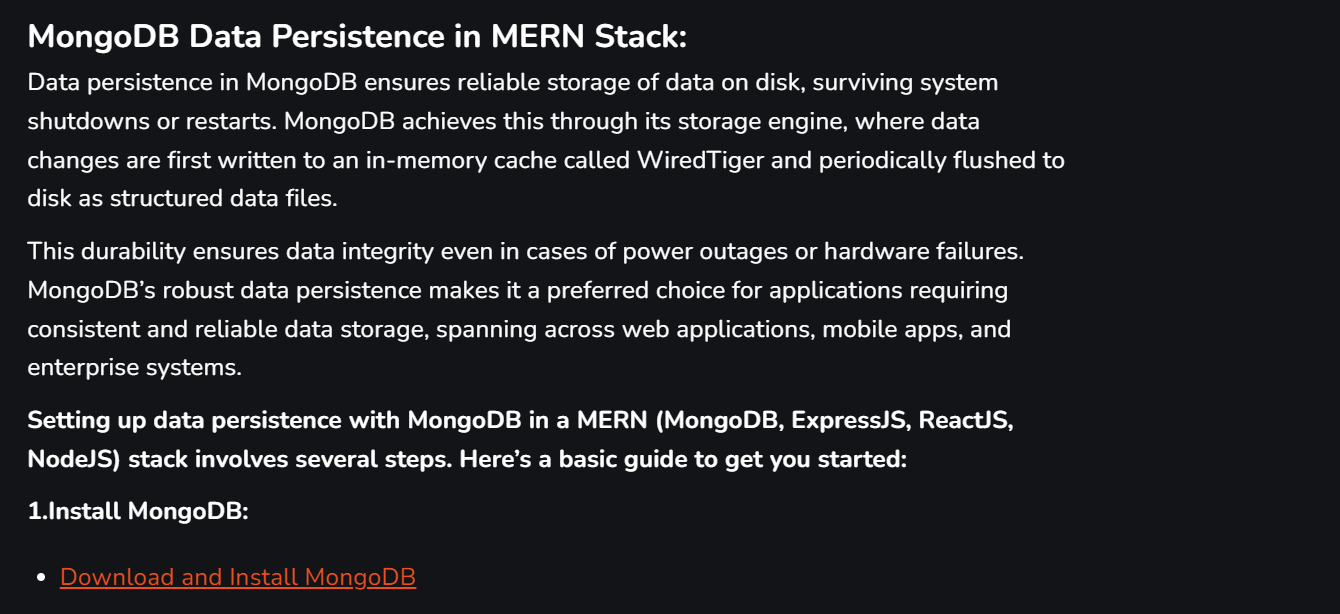 MongoDB Data Persistence in MERN Stack:
Data persistence in MongoDB ensures reliable storage of data on disk, surviving system
shutdowns or restarts. MongoDB achieves this through its storage engine, where data
changes are first written to an in-memory cache called WiredTiger and periodically flushed to
disk as structured data files.
This durability ensures data integrity even in cases of power outages or hardware failures.
MongoDB’s robust data persistence makes it a preferred choice for applications requiring
consistent and reliable data storage, spanning across web applications, mobile apps, and
enterprise systems.
Setting up data persistence with MongoDB in a MERN (MongoDB, ExpressJS, ReactJS,
NodeJS) stack involves several steps. Here’s a basic guide to get you started:
1.Install MongoDB:
• Download and Install MongoDB